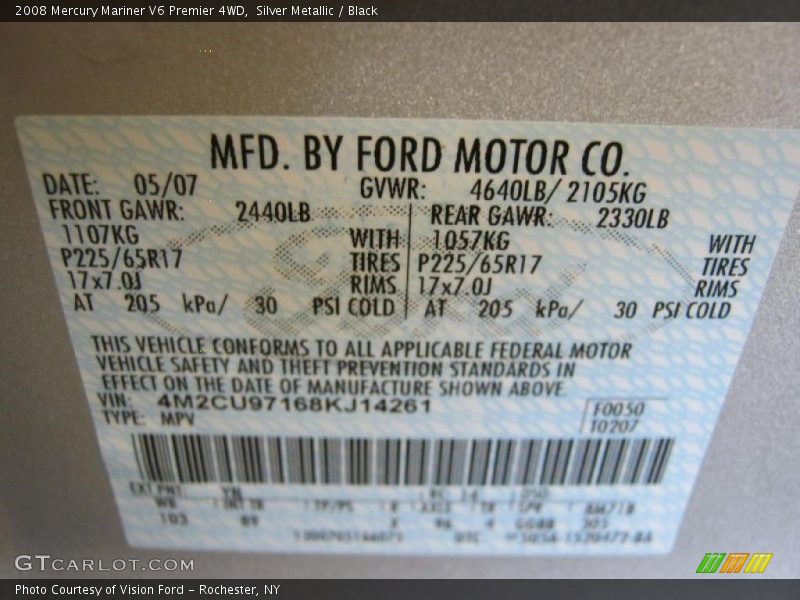 2008 Mercury Mariner V6 Premier 4WD,  Silver Metallic / Black
MFD. BY FORD MOTOR CO.
DATE: 05/07 GVWR: 4640LB/ 2105KG
FRONT GAWR: 2440LB REAR GAWR: 2330LB
1107KG WITH 1057KG WITH
P225/65R17 TIRES P225/65R17 TIRES
17x7.0J RIMS 17x7.0J RIMS
AT 205 kPa/ 30 PSI COLD AT 205 kPa/ 30 PSI COLD
THIS VEHICLE CONFORMS TO ALL APPLICABLE FEDERAL MOTOR
VEHICLE SAFETY AND THEFT PREVENTION STANDARDS IN
EFFECT ON THE DATE OF MANUFACTURE SHOWN ABOVE.
VIN: 4M2CU97168KJ14261 F0050
TYPE: MPV T0207
EXT PNT:
103
GTCARLOT.COM
Photo Courtesy of Vision Ford – Rochester, NY